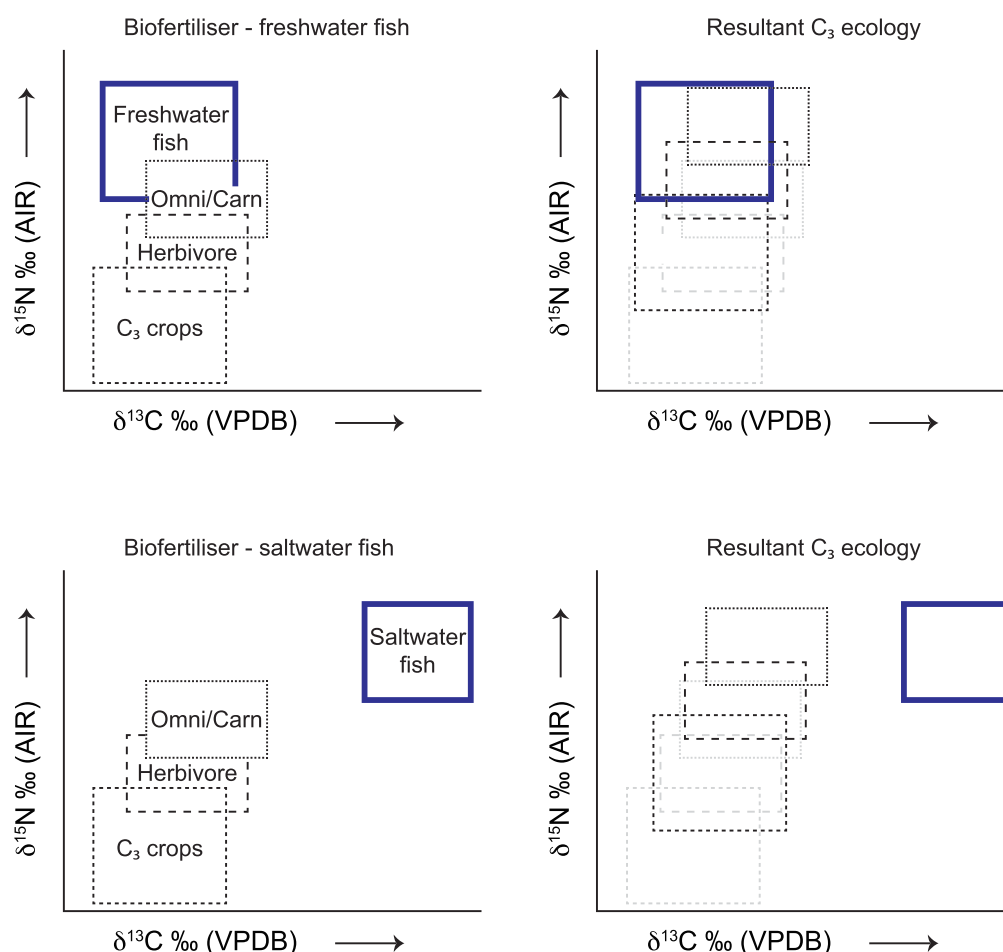 Biofertiliser - freshwater fish
Resultant C₃ ecology
δ¹⁵N ‰ (AIR)
Freshwater
fish
Omni/Carn
Herbivore
C₃ crops
δ¹³C ‰ (VPDB)
δ¹⁵N ‰ (AIR)
δ¹³C ‰ (VPDB)
Biofertiliser - saltwater fish
Resultant C₃ ecology
δ¹⁵N ‰ (AIR)
Saltwater
fish
Omni/Carn
Herbivore
C₃ crops
δ¹³C ‰ (VPDB)
δ¹⁵N ‰ (AIR)
δ¹³C ‰ (VPDB)